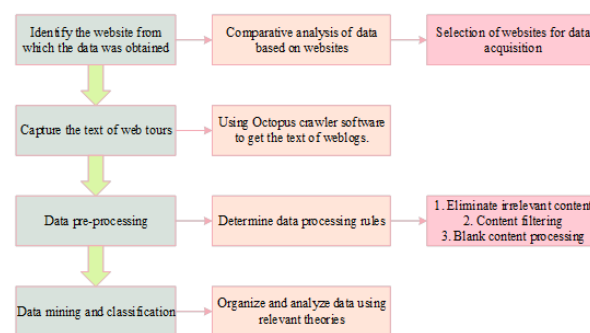 Identify the website from
which the data was obtained
Comparative analysis of data
based on websites
Selection of websites for data
acquisition
Capture the text of web tours
Using Octopus crawler software
to get the text of weblogs.
Data pre-processing
Determine data processing rules
1. Eliminate irrelevant content
2. Content filtering
3. Blank content processing
Data mining and classification
Organize and analyze data using
relevant theories